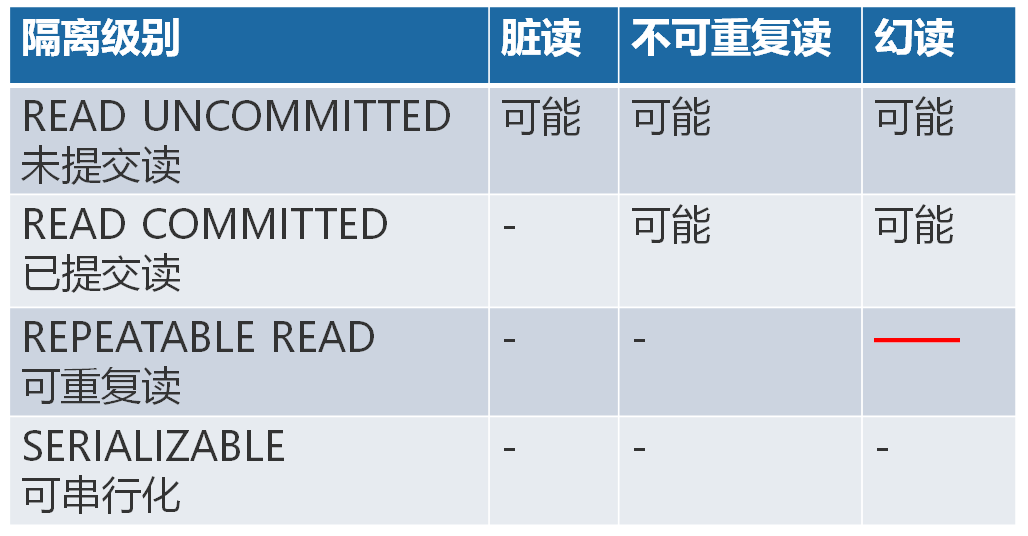 隔离级别 脏读 不可重复读 幻读
READ UNCOMMITTED 可能 可能 可能
未提交读
READ COMMITTED - 可能 可能
已提交读
REPEATABLE READ - -
可重复读
SERIALIZABLE - - -
可串行化